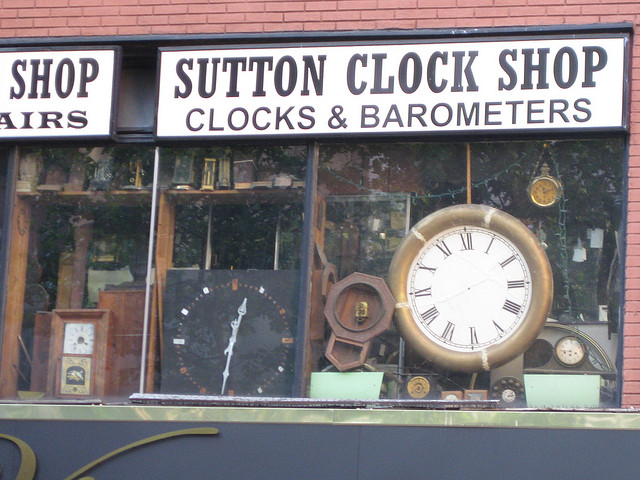 SHOP
AIRS
SUTTON CLOCK SHOP
CLOCKS & BAROMETERS